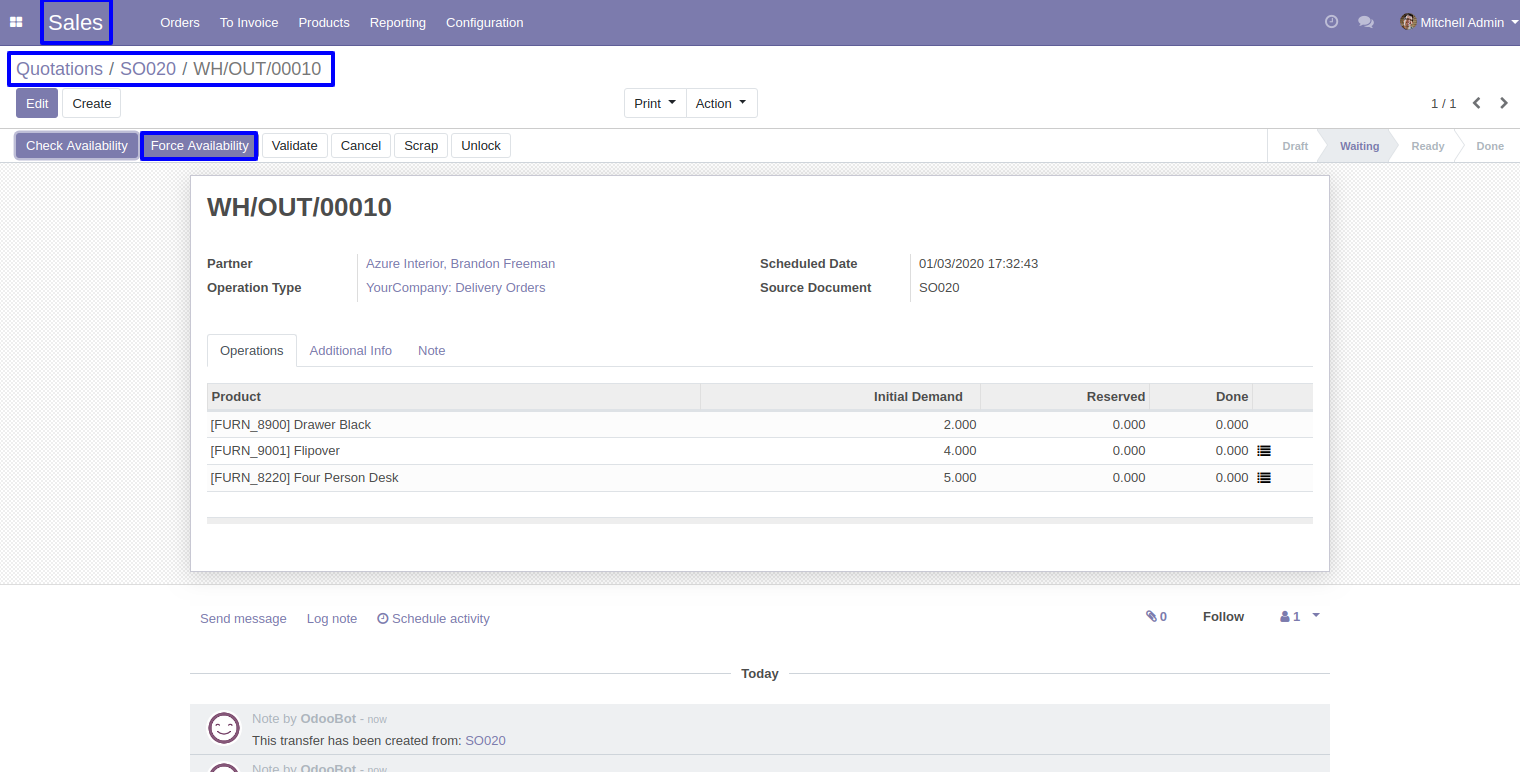 Sales Orders To Invoice Products Reporting Configuration Mitchell Admin
Quotations / SO020 / WH/OUT/00010
Edit Create Print Action 1 / 1
Check Availability Force Availability Validate Cancel Scrap Unlock Draft Waiting Ready Done
WH/OUT/00010
Partner Azure Interior, Brandon Freeman Scheduled Date 01/03/2020 17:32:43
Operation Type YourCompany: Delivery Orders Source Document SO020
Operations Additional Info Note
Product Initial Demand Reserved Done
[FURN_8900] Drawer Black 2.000 0.000 0.000
[FURN_9001] Flipover 4.000 0.000 0.000
[FURN_8220] Four Person Desk 5.000 0.000 0.000
Send message Log note Schedule activity 0 Follow 1
Today
Note by OdooBot - now
This transfer has been created from: SO020
Note by OdooBot - now